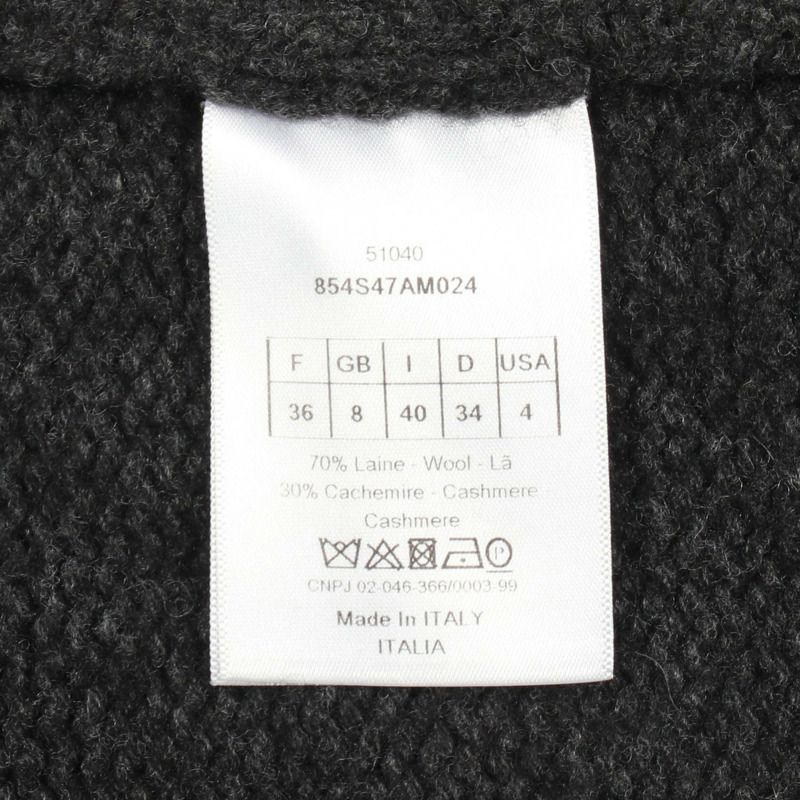 51040
854S47AM024
F GB I D USA
36 8 40 34 4
70% Laine - Wool - Lã
30% Cachemire - Cashmere -
Cashmere
P
CNPJ 02-046-366/0003-99
Made In ITALY
ITALIA